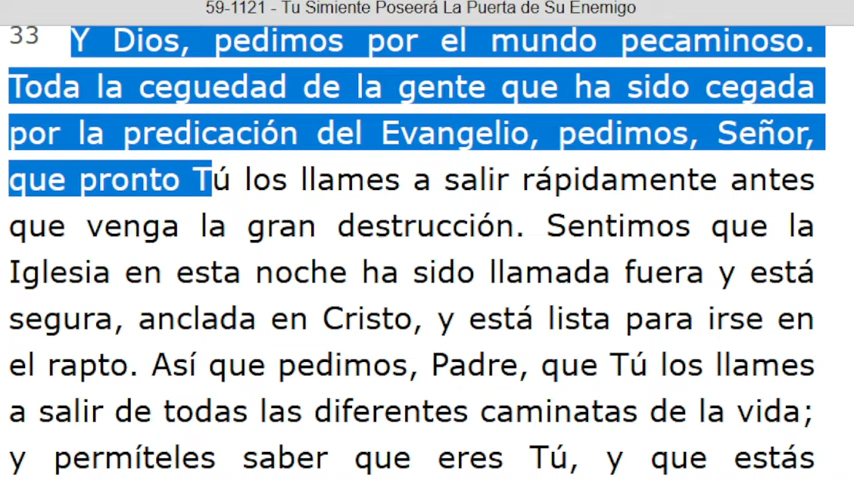 59-1121 - Tu Simiente Poseerá La Puerta de Su Enemigo
33 Y Dios, pedimos por el mundo pecaminoso.
Toda la ceguedad de la gente que ha sido cegada
por la predicación del Evangelio, pedimos, Señor,
que pronto Tú los llames a salir rápidamente antes
que venga la gran destrucción. Sentimos que la
Iglesia en esta noche ha sido llamada fuera y está
segura, anclada en Cristo, y está lista para irse en
el rapto. Así que pedimos, Padre, que Tú los llames
a salir de todas las diferentes caminatas de la vida;
y permíteles saber que eres Tú, y que estás